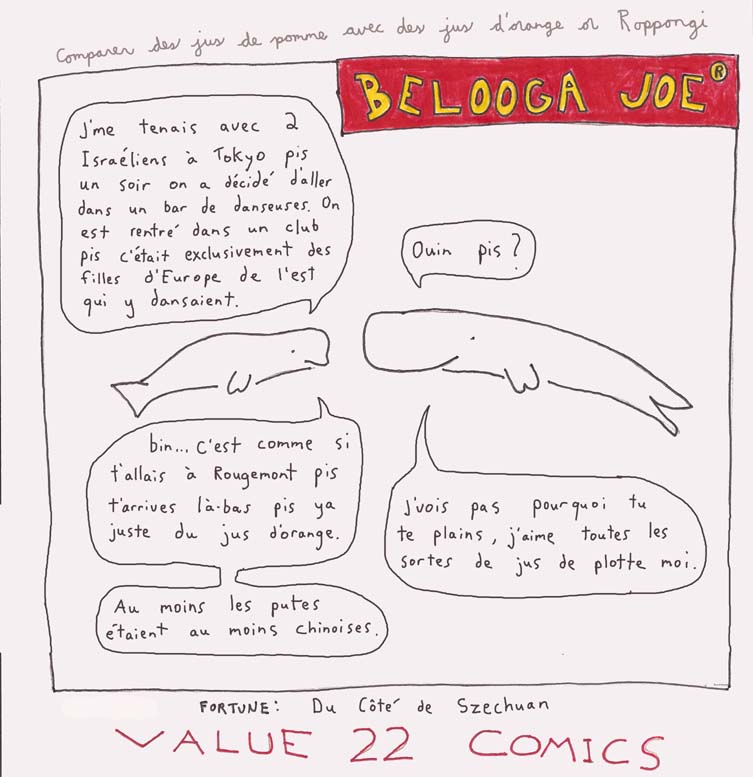 Comparer des jus de pomme avec des jus d'orange or Roppongi
BELOOGA JOE®
J'me tenais avec 2
Israéliens à Tokyo pis
un soir on a décidé d'aller
dans un bar de danseuses. On
est rentré dans un club
pis c'était exclusivement des
filles d'Europe de l'est
qui y dansaient.
Ouin pis?
bin... c'est comme si
t'allais à Rougemont pis
t'arrives là-bas pis ya
juste du jus d'orange.
Au moins les putes
étaient au moins chinoises.
J'vois pas pourquoi tu
te plains, j'aime toutes les
sortes de jus de plotte moi.
FORTUNE: Du Côté de Szechuan
VALUE 22 COMICS